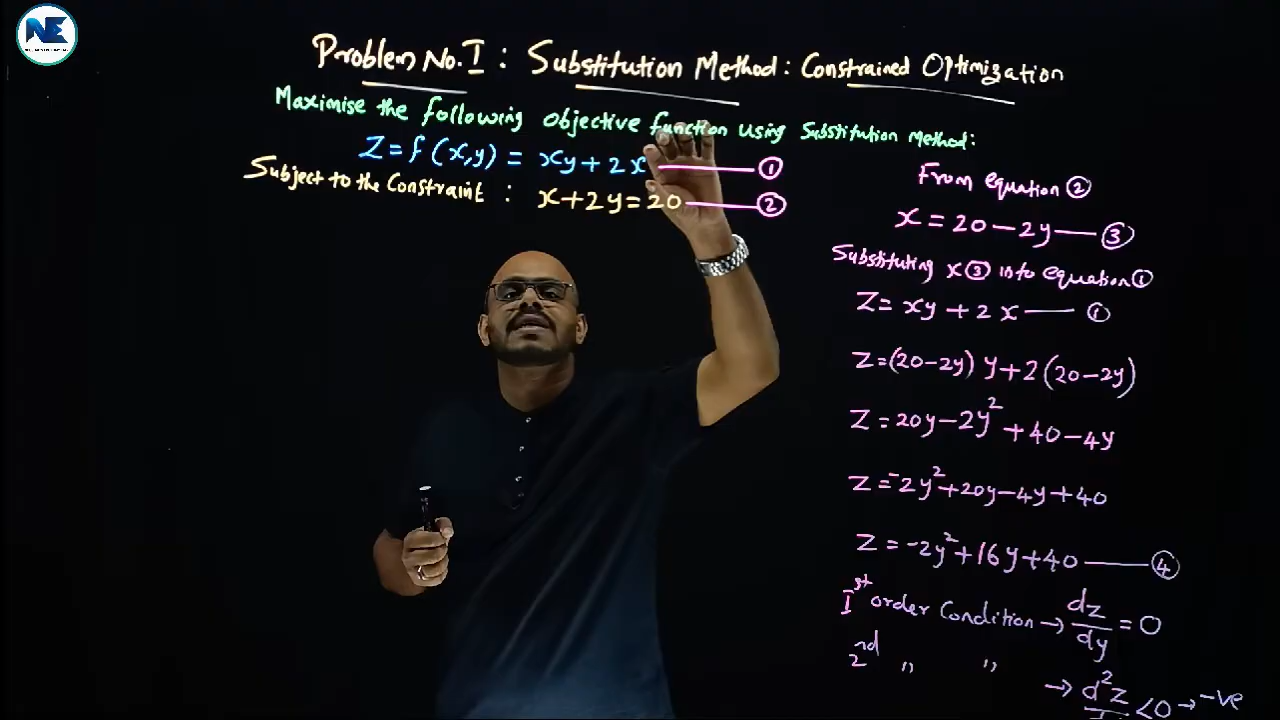 NE
Problem No. I : Substitution Method : Constrained Optimization
Maximise the following objective function using Substitution Method:
Z = f(x,y) = xy + 2x —— ①
Subject to the Constraint : x + 2y = 20 —— ②
From equation ②
x = 20 − 2y —— ③
Substituting x ③ into equation ①
Z = xy + 2x —— ①
Z = (20−2y) y + 2(20−2y)
Z = 20y − 2y² + 40 − 4y
Z = −2y² + 20y − 4y + 40
Z = −2y² + 16y + 40 —— ④
Iˢᵗ order Condition → dz/dy = 0
2ⁿᵈ ,, ,, → d²z < 0 → −ve